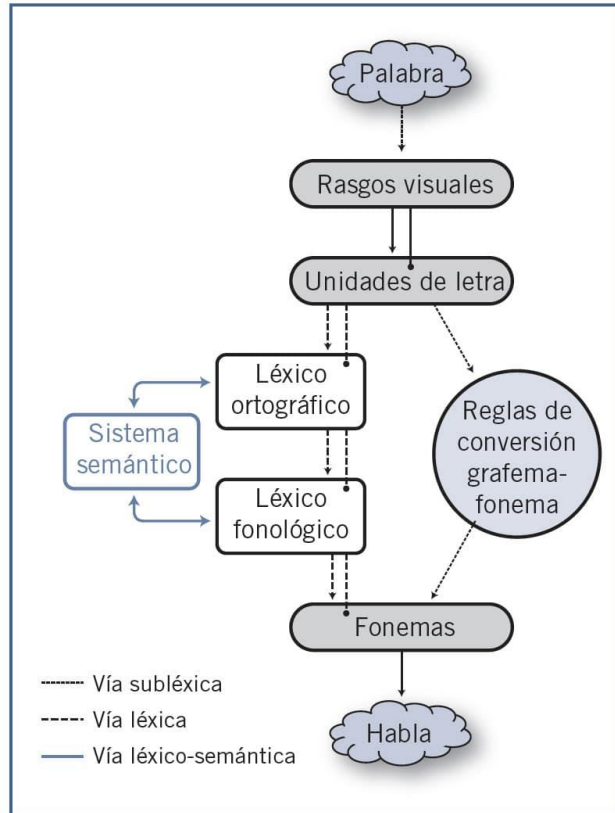 Palabra
Rasgos visuales
Unidades de letra
Léxico
ortográfico
Sistema
semántico
Léxico
fonológico
Reglas de
conversión
grafema-
fonema
Fonemas
Habla
Vía subléxica
Vía léxica
Vía léxico-semántica